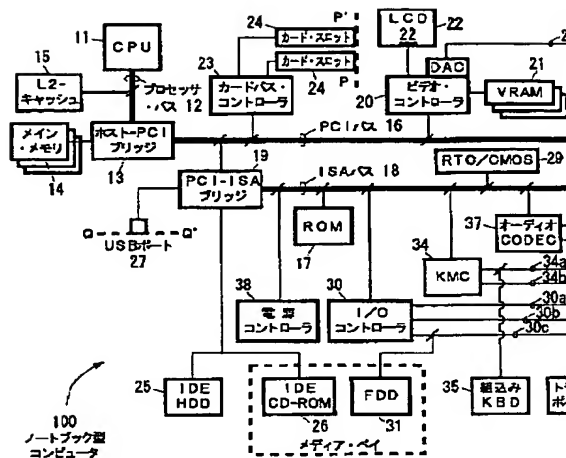 11
CPU
15
L2-
キャッシュ
プロセッサ
・バス 12
メイン
・メモリ
14
ホスト-PCI
ブリッジ
13
24
カード・スロット
P'
カード・スロット
24
P
23
カードバス・
コントローラ
LCD
22
22
DAC
20
ビデオ・
コントローラ
21
VRAM
2
PCIバス 16
19
PCI-ISA
ブリッジ
ISAバス 18
RTC/CMOS
29
Q
Q'
USBポート
27
ROM
17
34
KMC
37
オーディオ
CODEC
34a
34b
38
電源
コントローラ
30
I/O
コントローラ
30a
30b
30c
25
IDE
HDD
IDE
CD-ROM
26
FDD
31
メディア・ベイ
35
組込み
KBD
トラ
ポ
100
ノートブック型
コンピュータ